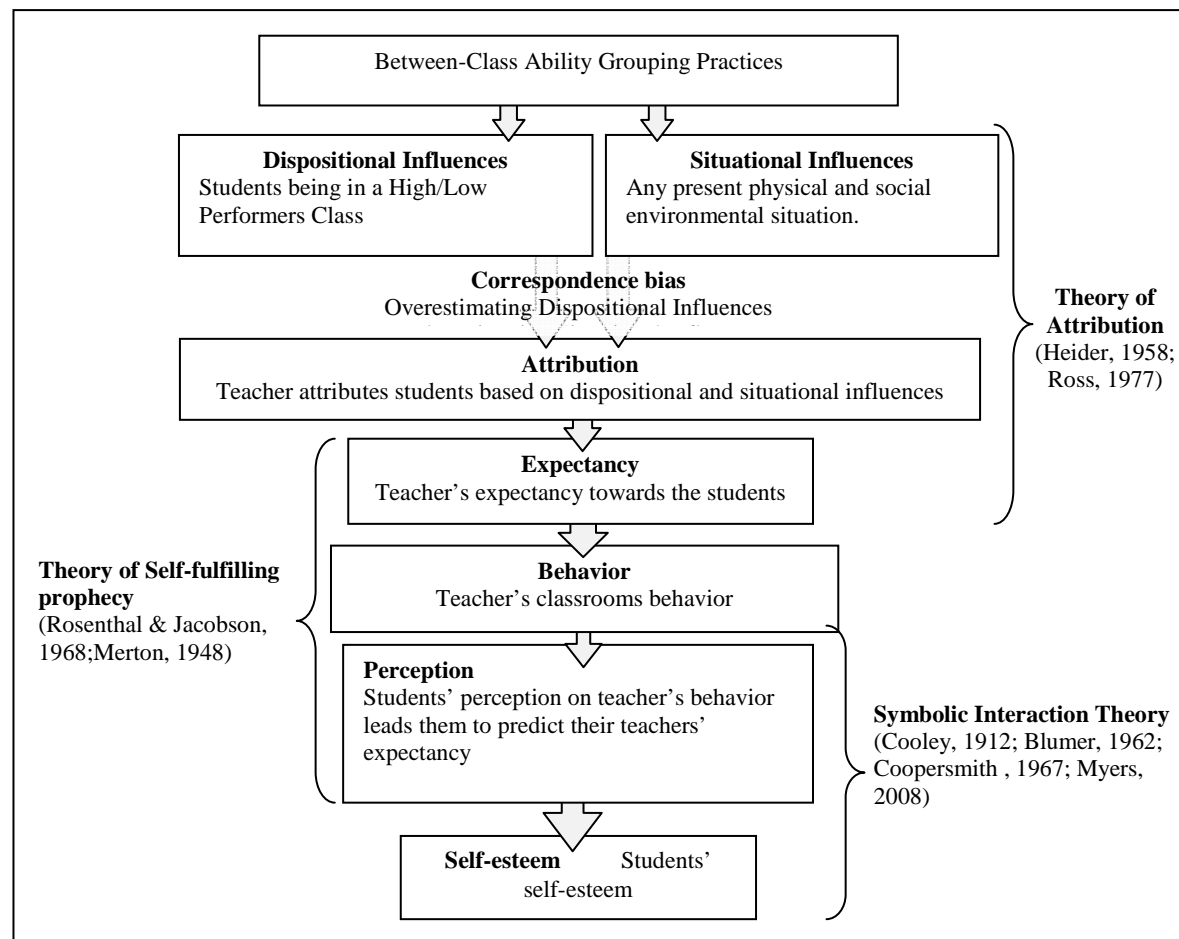 Between-Class Ability Grouping Practices
Dispositional Influences
Students being in a High/Low
Performers Class
Situational Influences
Any present physical and social
environmental situation.
Correspondence bias
Overestimating Dispositional Influences
Theory of
Attribution
(Heider, 1958;
Ross, 1977)
Attribution
Teacher attributes students based on dispositional and situational influences
Expectancy
Teacher's expectancy towards the students
Theory of Self-fulfilling
prophecy
(Rosenthal & Jacobson,
1968;Merton, 1948)
Behavior
Teacher's classrooms behavior
Perception
Students' perception on teacher's behavior
leads them to predict their teachers'
expectancy
Symbolic Interaction Theory
(Cooley, 1912; Blumer, 1962;
Coopersmith , 1967; Myers,
2008)
Self-esteem Students'
self-esteem